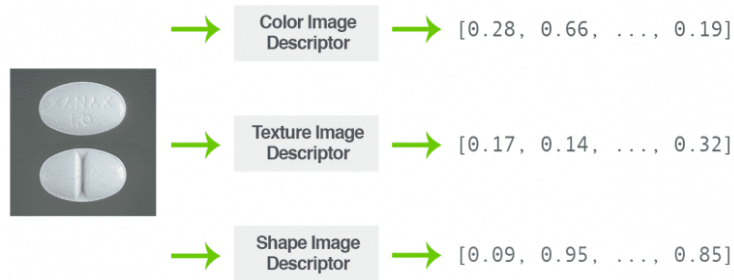 Color Image
Descriptor
[0.28, 0.66, ..., 0.19]
XANAX
1.0
Texture Image
Descriptor
[0.17, 0.14, ..., 0.32]
Shape Image
Descriptor
[0.09, 0.95, ..., 0.85]